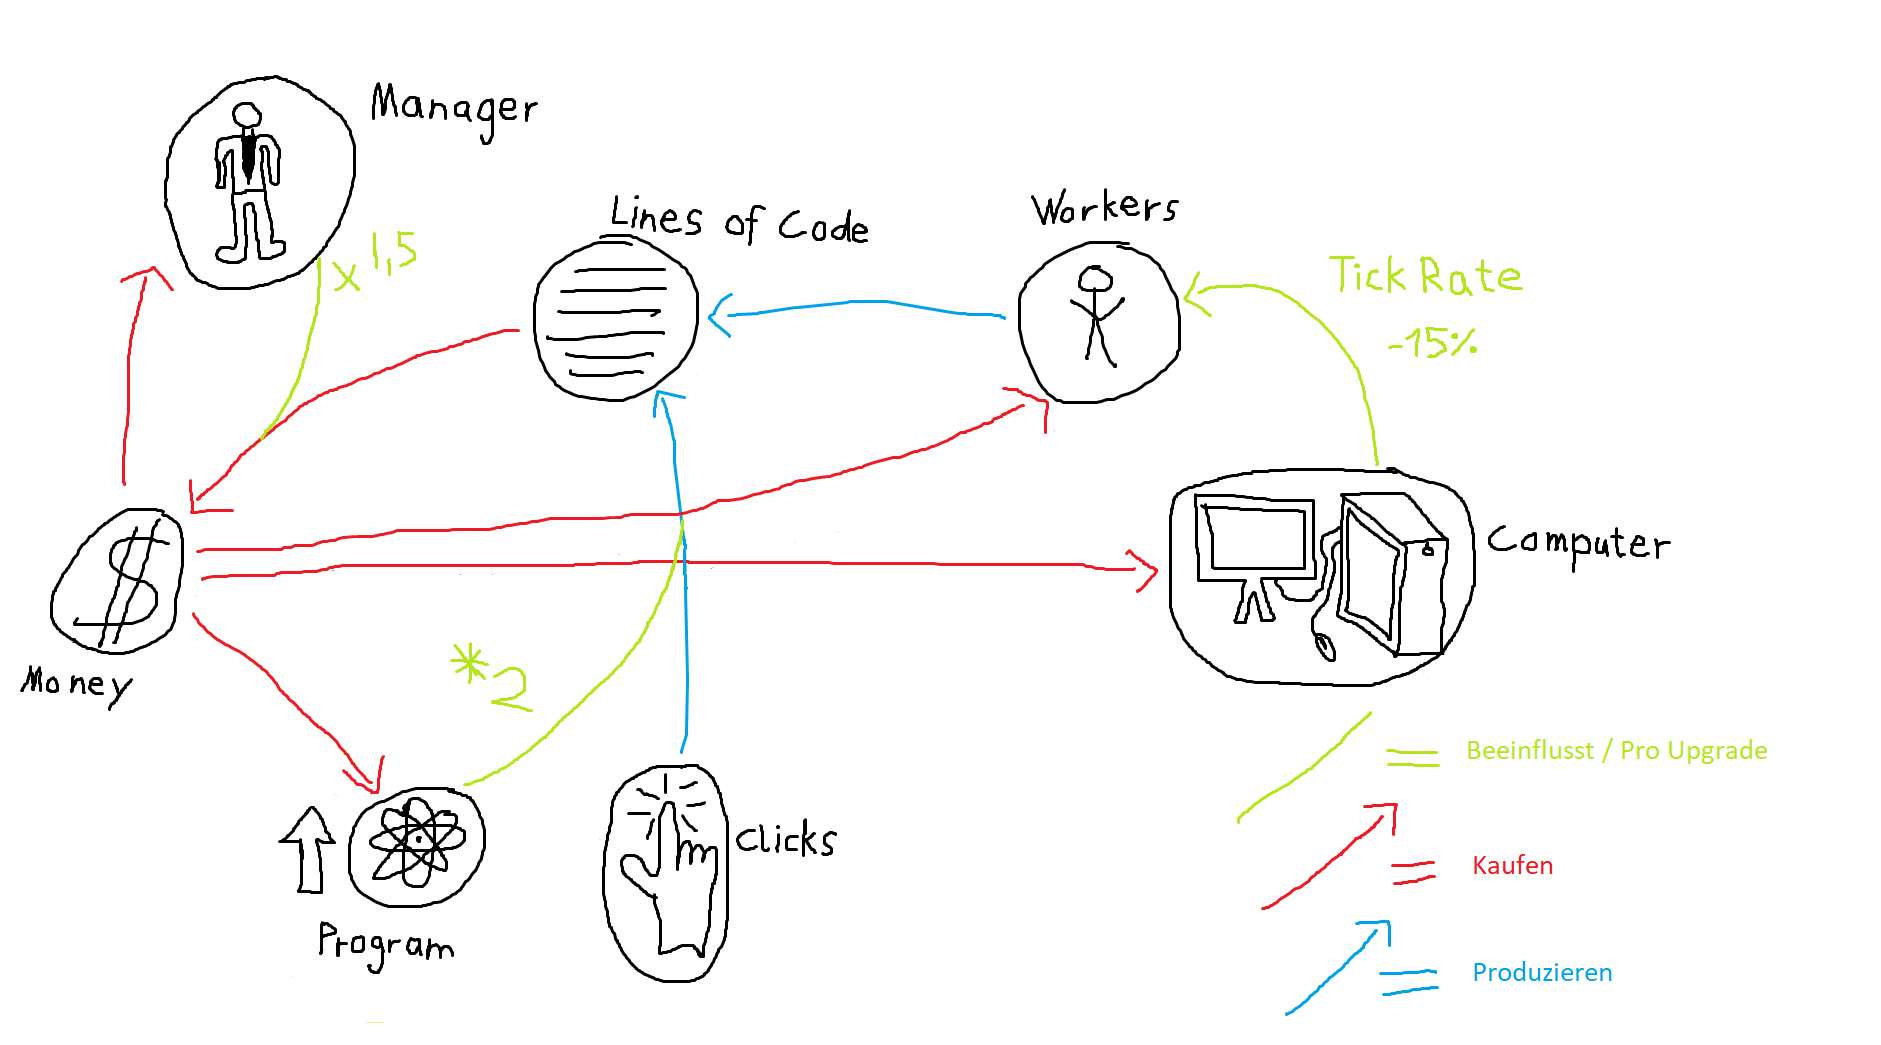 Manager
x 1,5
Lines of Code
Workers
Tick Rate
-15%
$
Money
Computer
*2
Program
Clicks
= Beeinflusst / Pro Upgrade
= Kaufen
= Produzieren